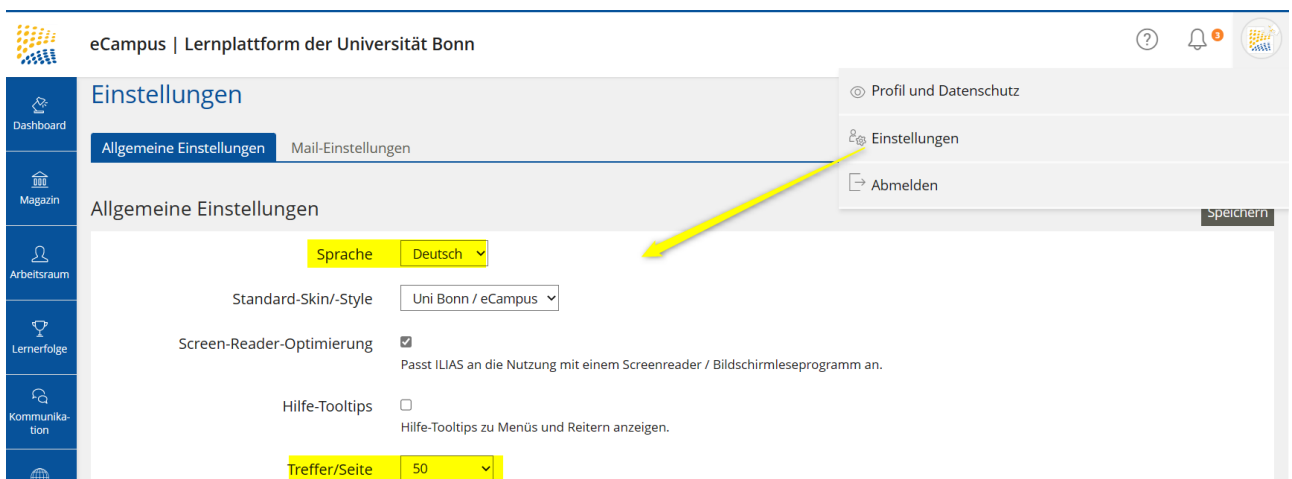 eCampus | Lernplattform der Universität Bonn
?
3
Profil und Datenschutz
Einstellungen
Abmelden
Dashboard
Magazin
Arbeitsraum
Lernerfolge
Kommunika-
tion
Einstellungen
Allgemeine Einstellungen
Mail-Einstellungen
Allgemeine Einstellungen
Speichern
Sprache
Deutsch
Standard-Skin/-Style
Uni Bonn / eCampus
Screen-Reader-Optimierung
Passt ILIAS an die Nutzung mit einem Screenreader / Bildschirmleseprogramm an.
Hilfe-Tooltips
Hilfe-Tooltips zu Menüs und Reitern anzeigen.
Treffer/Seite
50